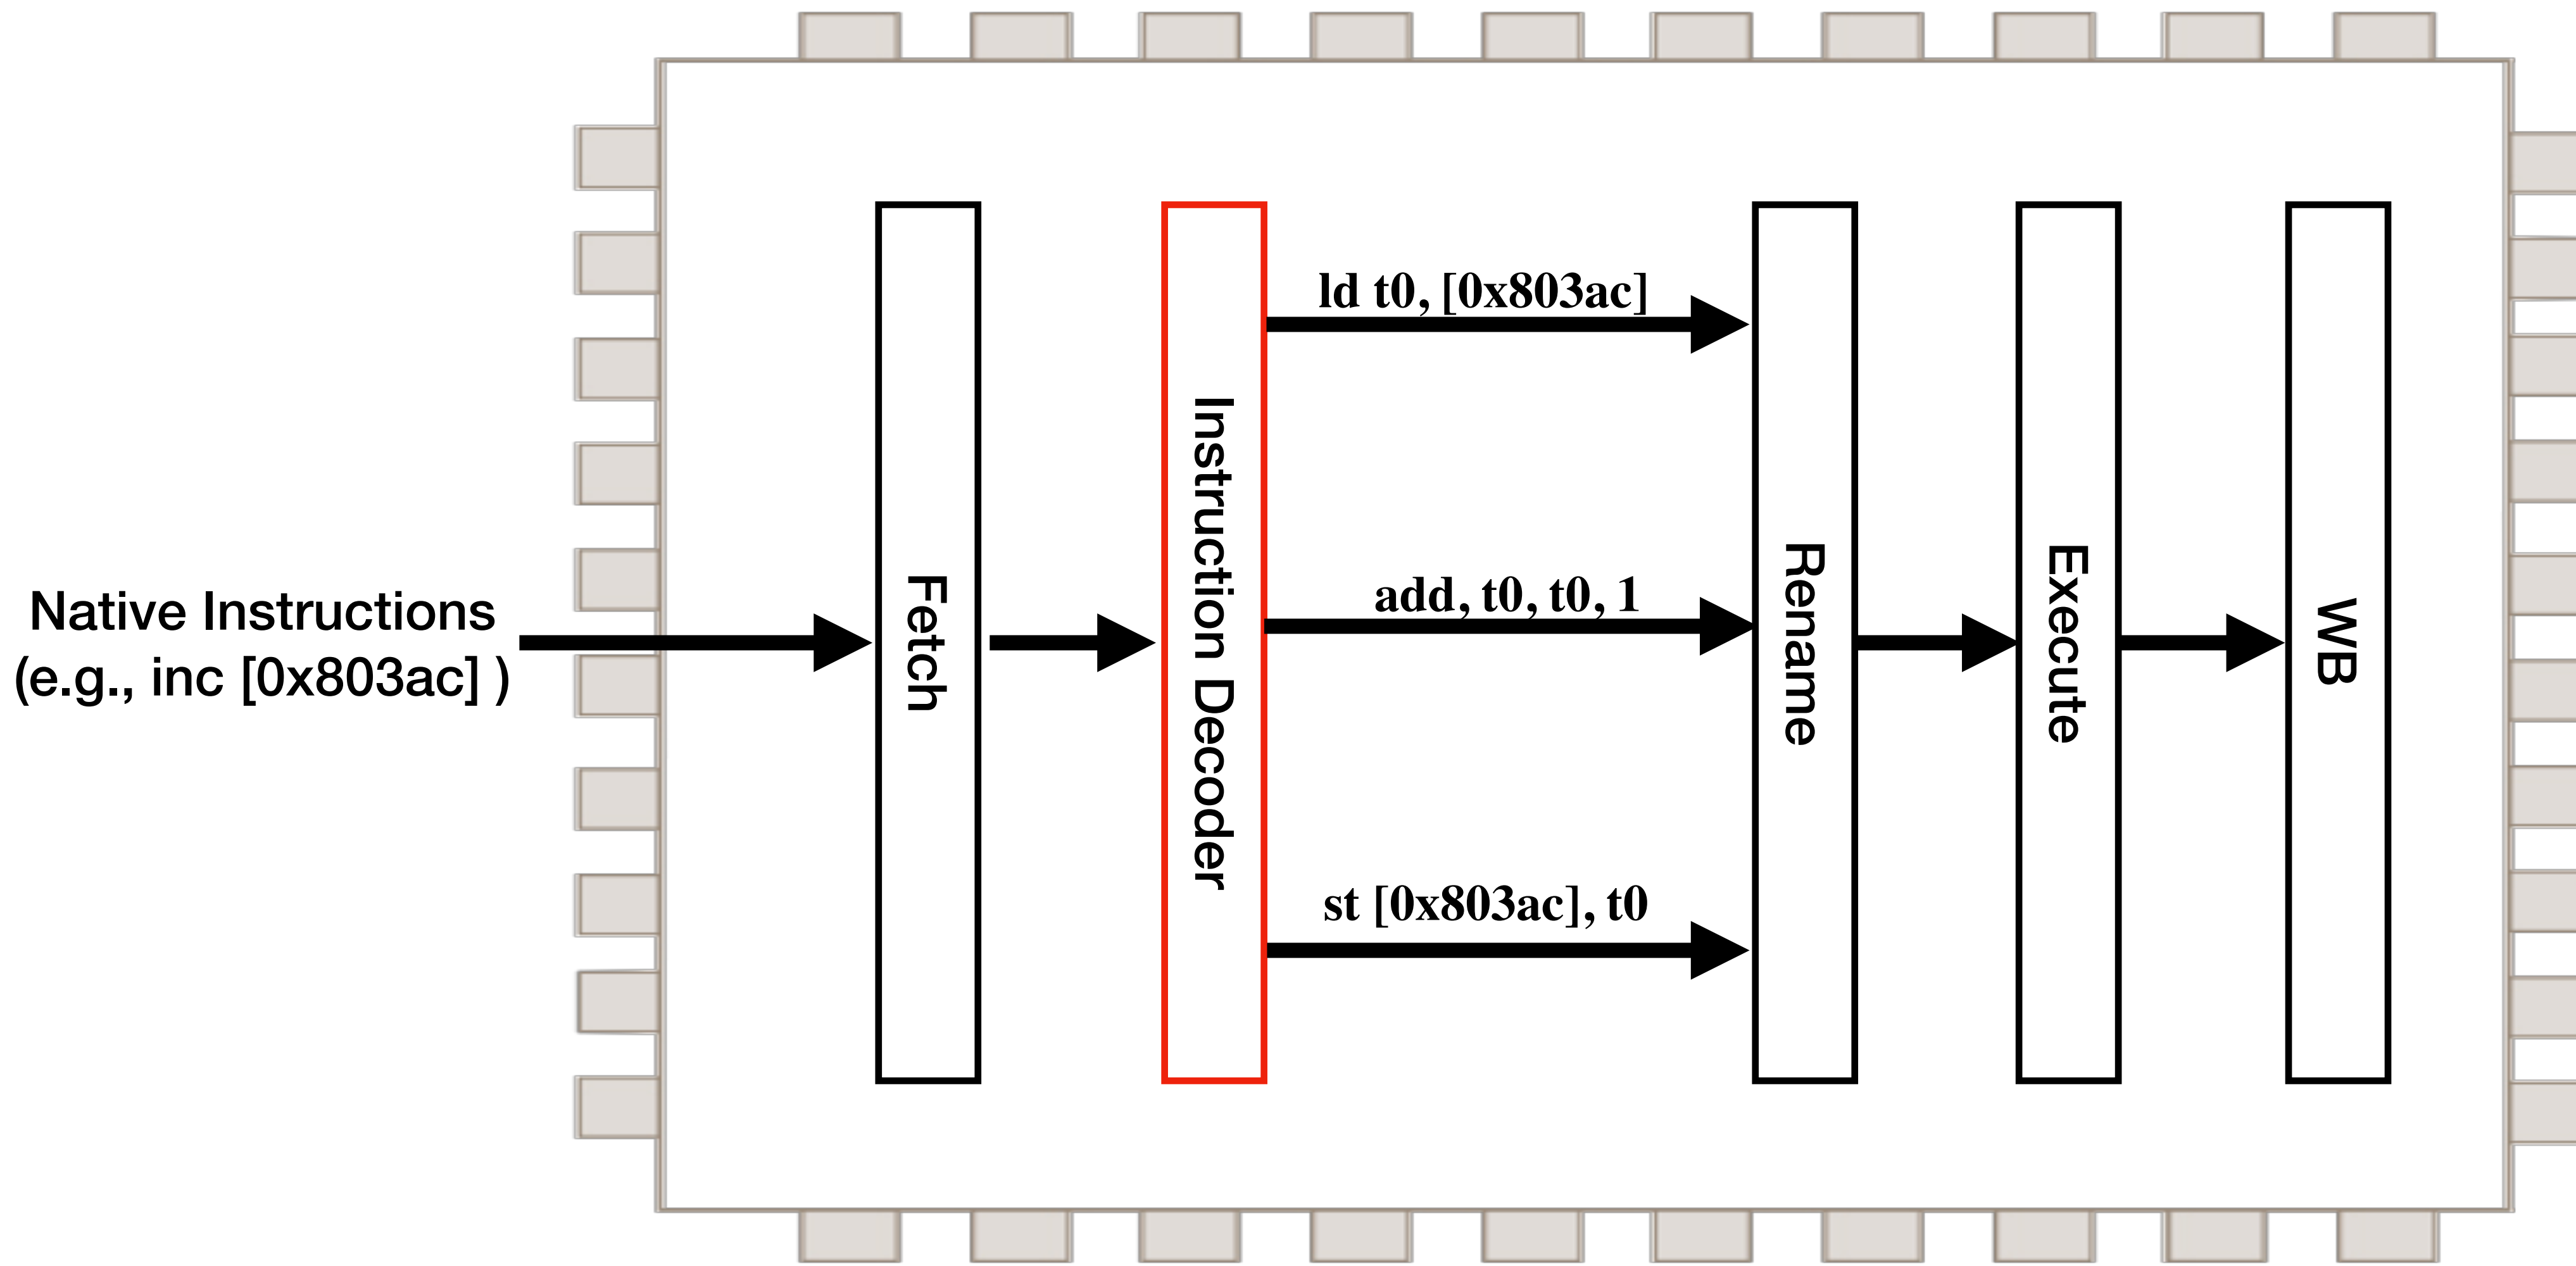 Native Instructions
(e.g., inc [0x803ac] )
Fetch
Instruction Decoder
ld t0, [0x803ac]
add, t0, t0, 1
st [0x803ac], t0
Rename
Execute
WB